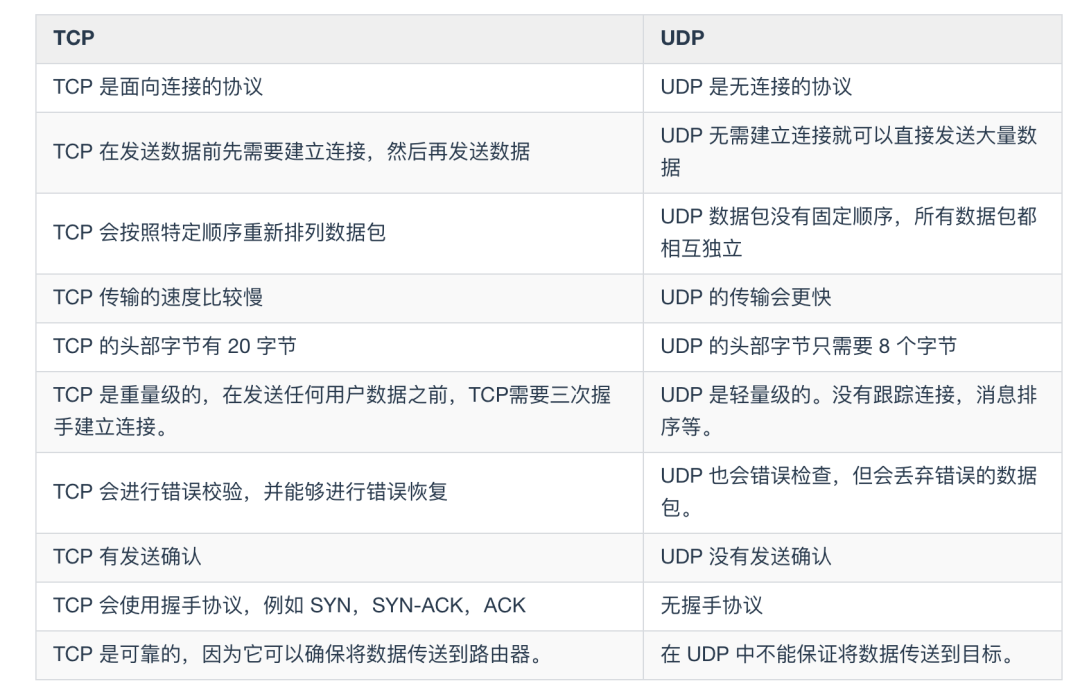 TCP
UDP
TCP 是面向连接的协议
UDP 是无连接的协议
TCP 在发送数据前先需要建立连接，然后再发送数据
UDP 无需建立连接就可以直接发送大量数
据
TCP 会按照特定顺序重新排列数据包
UDP 数据包没有固定顺序，所有数据包都
相互独立
TCP 传输的速度比较慢
UDP 的传输会更快
TCP 的头部字节有 20 字节
UDP 的头部字节只需要 8 个字节
TCP 是重量级的，在发送任何用户数据之前，TCP需要三次握
手建立连接。
UDP 是轻量级的。没有跟踪连接，消息排
序等。
TCP 会进行错误校验，并能够进行错误恢复
UDP 也会错误检查，但会丢弃错误的数据
包。
TCP 有发送确认
UDP 没有发送确认
TCP 会使用握手协议，例如 SYN，SYN-ACK，ACK
无握手协议
TCP 是可靠的，因为它可以确保将数据传送到路由器。
在 UDP 中不能保证将数据传送到目标。